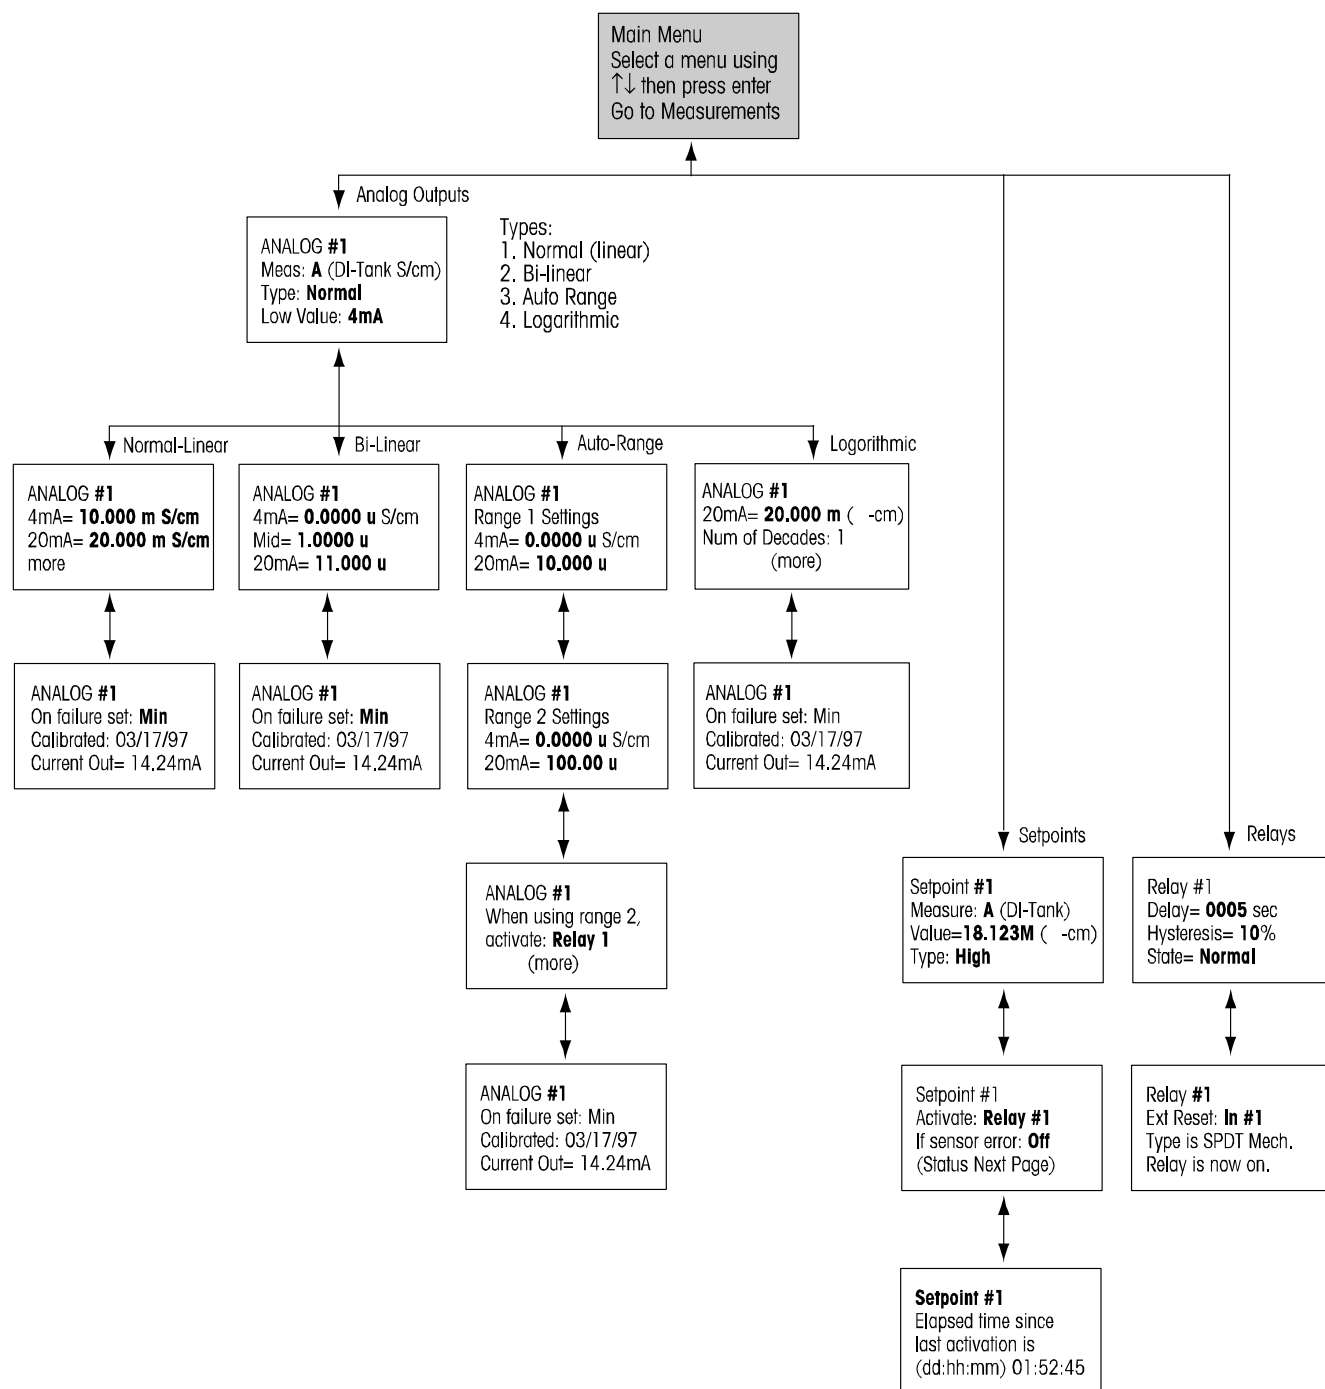 Main Menu
Select a menu using
↑↓ then press enter
Go to Measurements
Analog Outputs
ANALOG #1
Meas: A (DI-Tank S/cm)
Type: Normal
Low Value: 4mA
Types:
1. Normal (linear)
2. Bi-linear
3. Auto Range
4. Logarithmic
Normal-Linear
ANALOG #1
4mA= 10.000 m S/cm
20mA= 20.000 m S/cm
more
Bi-Linear
ANALOG #1
4mA= 0.0000 u S/cm
Mid= 1.0000 u
20mA= 11.000 u
Auto-Range
ANALOG #1
Range 1 Settings
4mA= 0.0000 u S/cm
20mA= 10.000 u
Logorithmic
ANALOG #1
20mA= 20.000 m ( -cm)
Num of Decades: 1
(more)
ANALOG #1
On failure set: Min
Calibrated: 03/17/97
Current Out= 14.24mA
ANALOG #1
On failure set: Min
Calibrated: 03/17/97
Current Out= 14.24mA
ANALOG #1
Range 2 Settings
4mA= 0.0000 u S/cm
20mA= 100.00 u
ANALOG #1
On failure set: Min
Calibrated: 03/17/97
Current Out= 14.24mA
ANALOG #1
When using range 2,
activate: Relay 1
(more)
ANALOG #1
On failure set: Min
Calibrated: 03/17/97
Current Out= 14.24mA
Setpoints
Setpoint #1
Measure: A (DI-Tank)
Value=18.123M ( -cm)
Type: High
Relays
Relay #1
Delay= 0005 sec
Hysteresis= 10%
State= Normal
Setpoint #1
Activate: Relay #1
If sensor error: Off
(Status Next Page)
Relay #1
Ext Reset: In #1
Type is SPDT Mech.
Relay is now on.
Setpoint #1
Elapsed time since
last activation is
(dd:hh:mm) 01:52:45